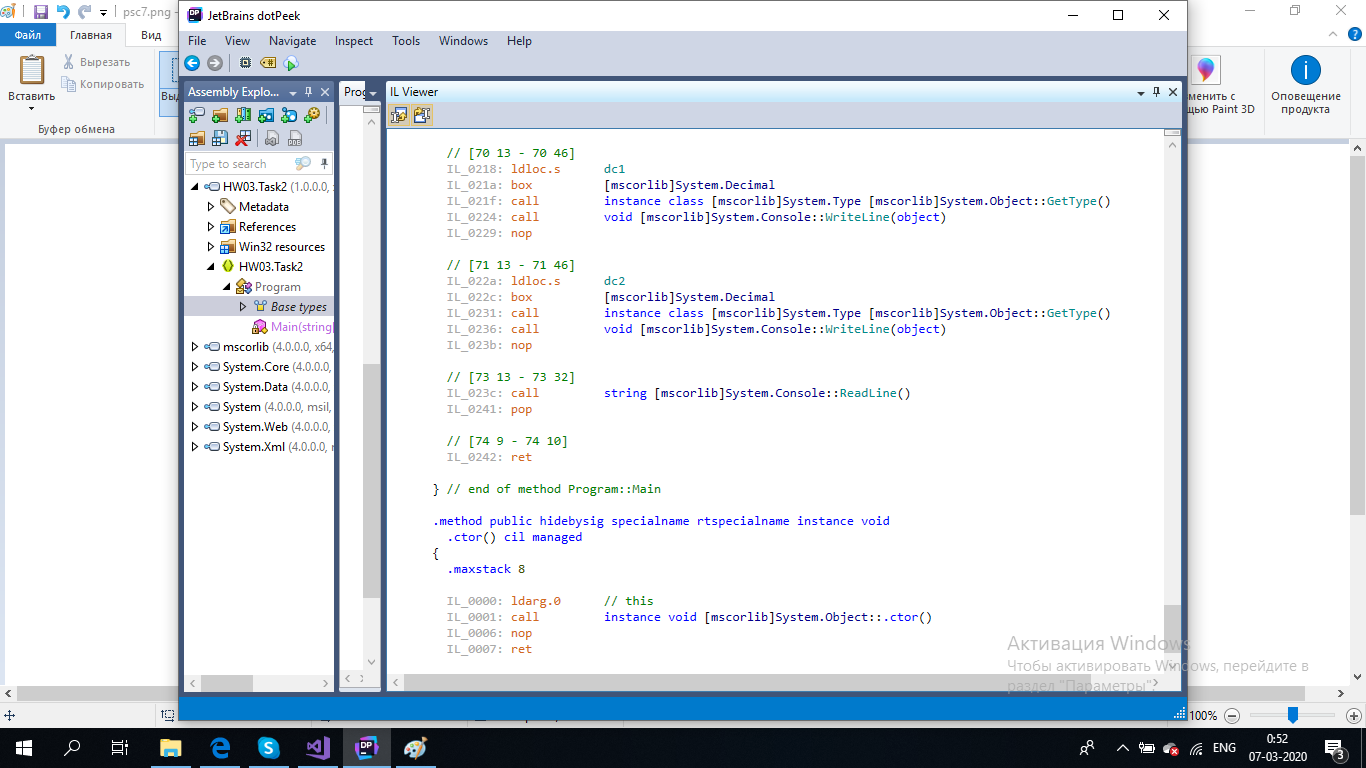 psc7.png -
JetBrains dotPeek
Файл
Главная
Вид
File View Navigate Inspect Tools Windows Help
Вставить
Вырезать
Копировать
Буфер обмена
Оповещение
продукта
Assembly Explo...
Prog
IL Viewer
Type to search
HW03.Task2 (1.0.0.0,
Metadata
References
Win32 resources
HW03.Task2
Program
Base types
Main(string
mscorlib (4.0.0.0, x64,
System.Core (4.0.0.0,
System.Data (4.0.0.0,
System (4.0.0.0, msil,
System.Web (4.0.0.0,
System.Xml (4.0.0.0,
// [70 13 - 70 46]
IL_0218: ldloc.s dc1
IL_021a: box [mscorlib]System.Decimal
IL_021f: call instance class [mscorlib]System.Type [mscorlib]System.Object::GetType()
IL_0224: call void [mscorlib]System.Console::WriteLine(object)
IL_0229: nop
// [71 13 - 71 46]
IL_022a: ldloc.s dc2
IL_022c: box [mscorlib]System.Decimal
IL_0231: call instance class [mscorlib]System.Type [mscorlib]System.Object::GetType()
IL_0236: call void [mscorlib]System.Console::WriteLine(object)
IL_023b: nop
// [73 13 - 73 32]
IL_023c: call string [mscorlib]System.Console::ReadLine()
IL_0241: pop
// [74 9 - 74 10]
IL_0242: ret
} // end of method Program::Main
.method public hidebysig specialname rtspecialname instance void
.ctor() cil managed
{
.maxstack 8
IL_0000: ldarg.0 // this
IL_0001: call instance void [mscorlib]System.Object::.ctor()
IL_0006: nop
IL_0007: ret
Активация Windows
Чтобы активировать Windows, перейдите в
раздел "Параметры".
100%
ENG
0:52
07-03-2020
3